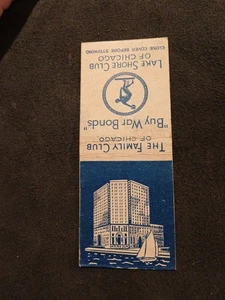 THE FAMILY CLUB
OF CHICAGO
"BUY WAR BONDS"
LAKE SHORE CLUB
OF CHICAGO
CLOSE COVER BEFORE STRIKING